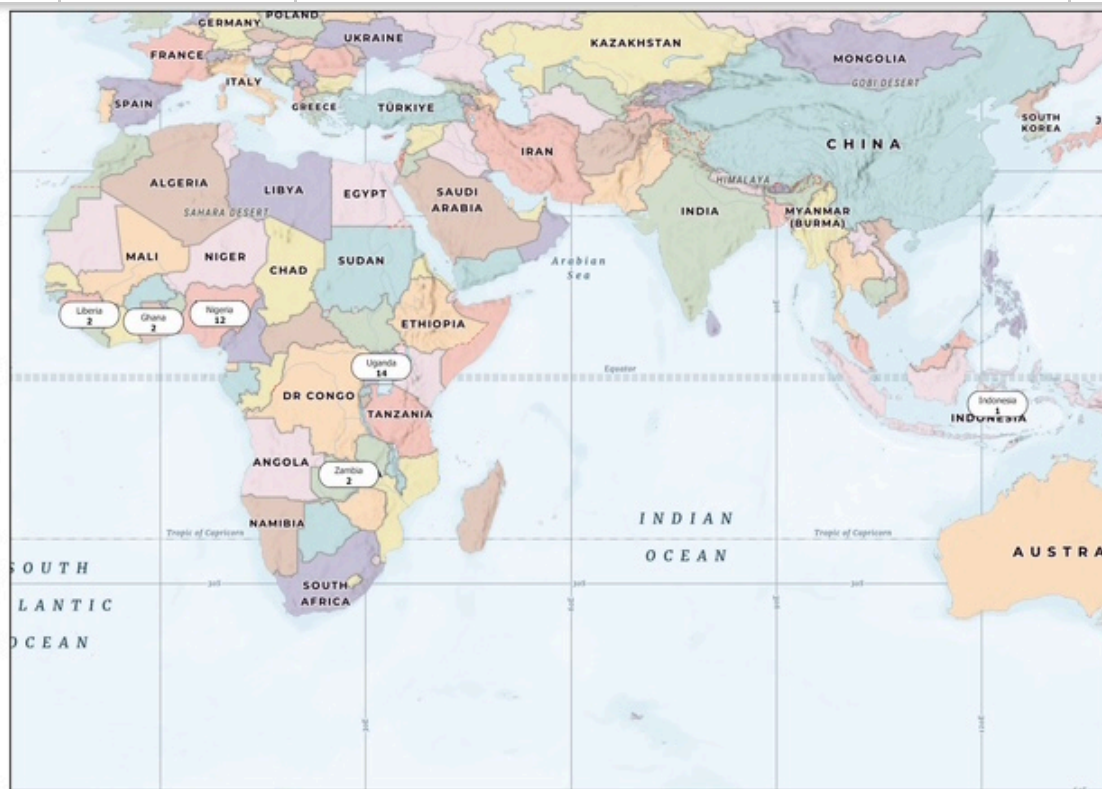 GERMANY
POLAND
UKRAINE
FRANCE
KAZAKHSTAN
MONGOLIA
ITALY
GOBI DESERT
SPAIN
GREECE
TÜRKIYE
SOUTH
KOREA
CHINA
IRAN
ALGERIA
LIBYA
EGYPT
SAUDI
ARABIA
HIMALAYA
SAHARA DESERT
INDIA
MYANMAR
(BURMA)
MALI
NIGER
CHAD
SUDAN
Arabian
Sea
Liberia
2
Ghana
2
Nigeria
12
ETHIOPIA
Uganda
14
Equator
DR CONGO
TANZANIA
Indonesia
1
INDONESIA
ANGOLA
Zambia
2
NAMIBIA
Tropic of Capricorn
INDIAN
OCEAN
Tropic of Capricorn
AUSTRA
SOUTH
LANTIC
OCEAN
SOUTH
AFRICA